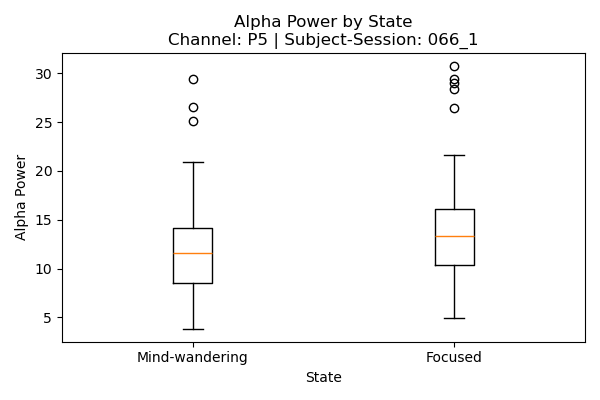 Alpha Power by State
Channel: P5 | Subject-Session: 066_1
Alpha Power
30
25
20
15
10
5
Mind-wandering
Focused
State